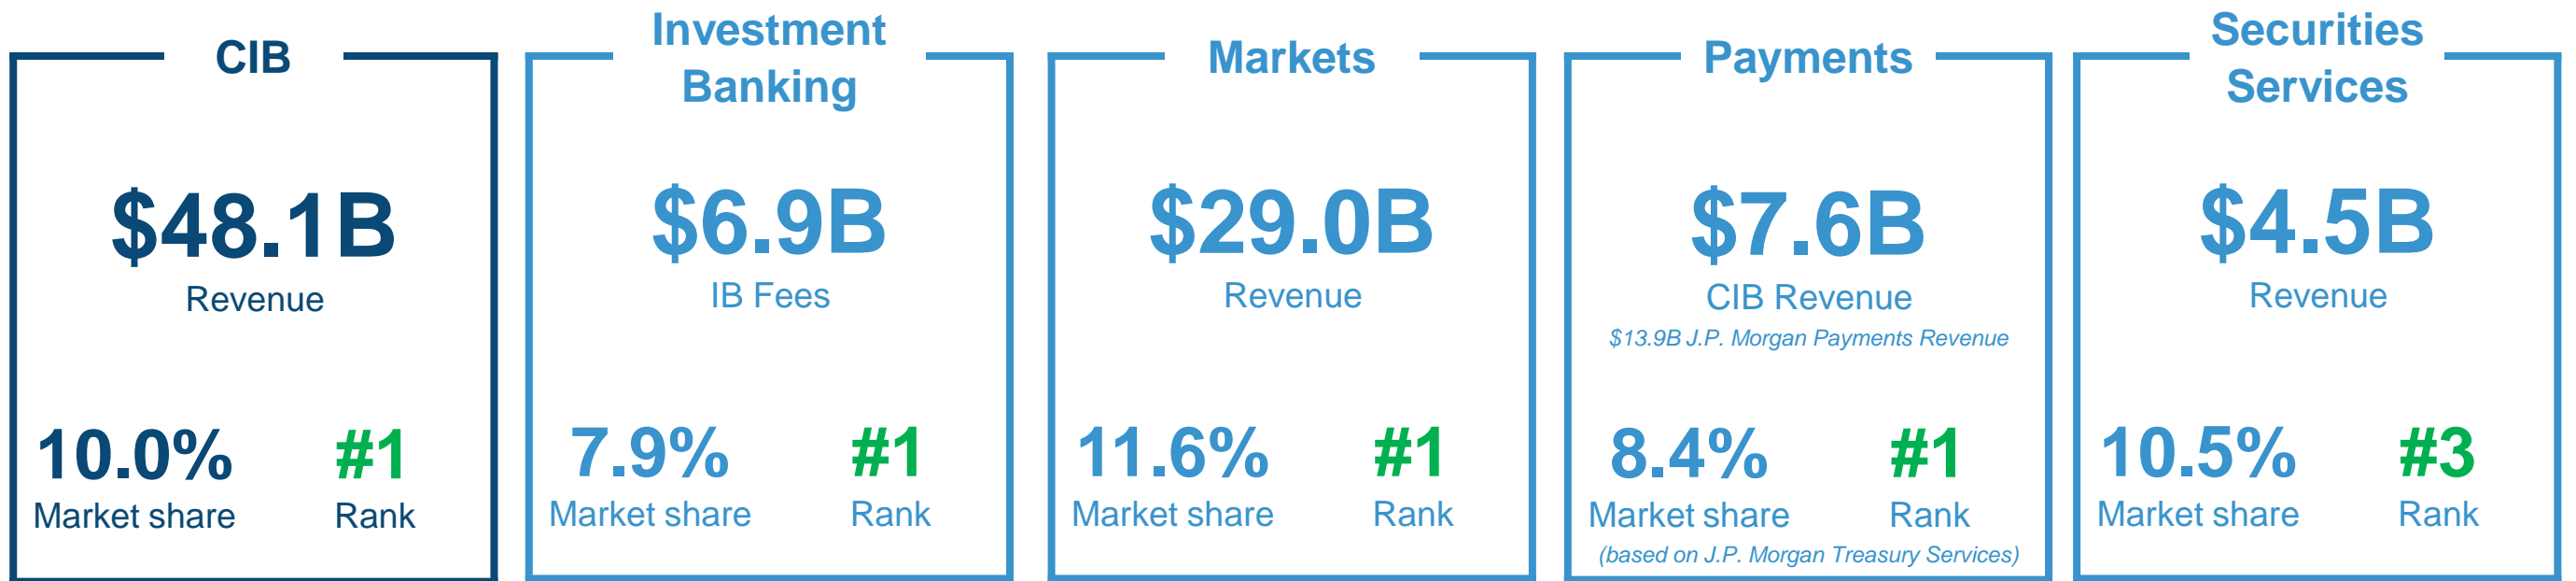 CIB
$48.1B
Revenue
10.0%
Market share
#1
Rank
Investment
Banking
$6.9B
IB Fees
7.9%
Market share
#1
Rank
Markets
$29.0B
Revenue
11.6%
Market share
#1
Rank
Payments
$7.6B
CIB Revenue
$13.9B J.P. Morgan Payments Revenue
8.4%
Market share
#1
Rank
(based on J.P. Morgan Treasury Services)
Securities
Services
$4.5B
Revenue
10.5%
Market share
#3
Rank